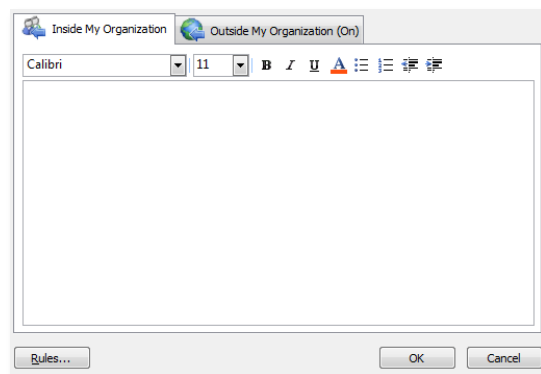 Inside My Organization
Outside My Organization (On)
Calibri 11 B I U A
Rules... OK Cancel